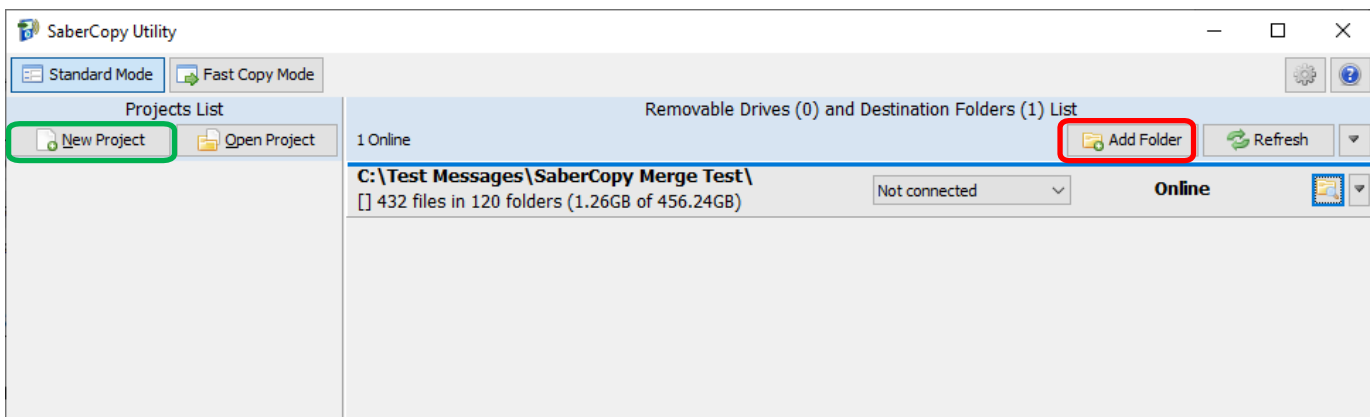 SaberCopy Utility
Standard Mode
Fast Copy Mode
Projects List
Removable Drives (0) and Destination Folders (1) List
New Project
Open Project
1 Online
Add Folder
Refresh
C:\Test Messages\SaberCopy Merge Test\
[] 432 files in 120 folders (1.26GB of 456.24GB)
Not connected
Online